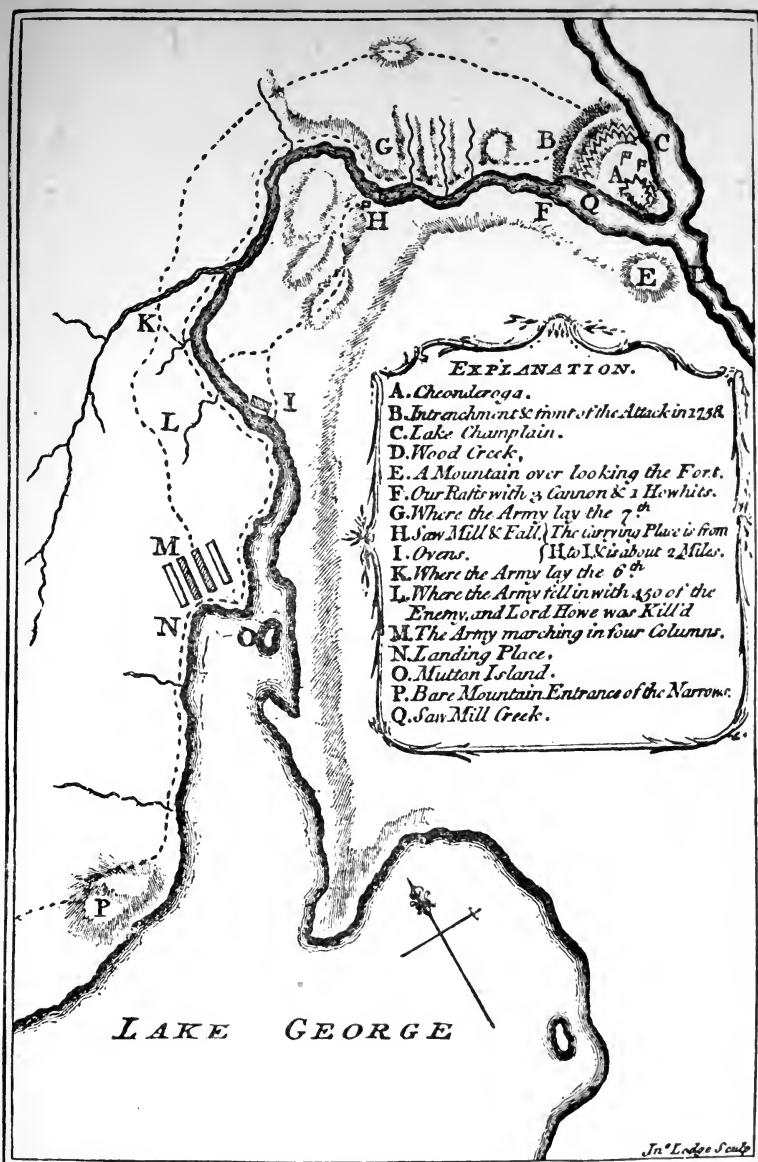 G
B
C
A
H
F
Q
E
D
K
I
L
M
N
O
P
EXPLANATION.
A. Cheonderoga.
B. Intrenchment & front of the Attack in 1758
C. Lake Champlain.
D. Wood Creek,
E. A Mountain over looking the Fort.
F. Our Rafts with 3 Cannon & 1 Howhits.
G. Where the Army lay the 7th
H. Saw Mill & Fall. } The carrying Place is from
I. Ovens. { H to I & is about 2 Miles.
K. Where the Army lay the 6th
L. Where the Army fell in with 450 of the
Enemy, and Lord Howe was Kill'd
M. The Army marching in four Columns.
N. Landing Place.
O. Mutton Island.
P. Bare Mountain Entrance of the Narrows.
Q. Saw Mill Creek.
LAKE GEORGE
Jno. Lodge Sculp